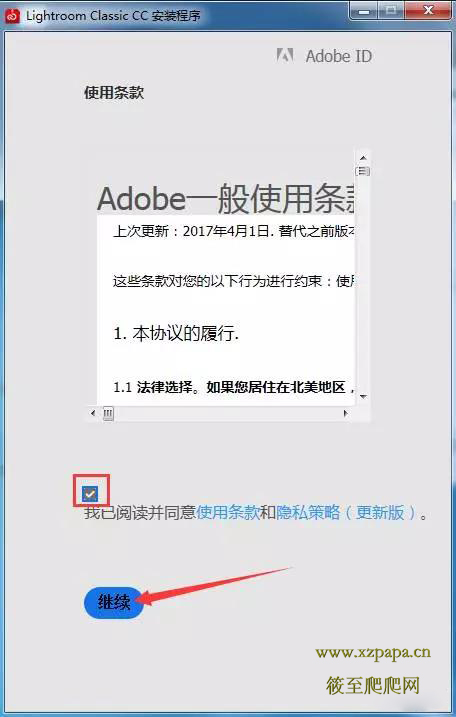 Lightroom Classic CC 安装程序
Adobe ID
使用条款
Adobe一般使用条款
上次更新：2017年4月1日. 替代之前版本
这些条款对您的以下行为进行约束：使用
1. 本协议的履行.
1.1 法律选择。如果您居住在北美地区，
我已阅读并同意使用条款和隐私策略（更新版）。
继续
www.xzpapa.cn
筱至爬爬网